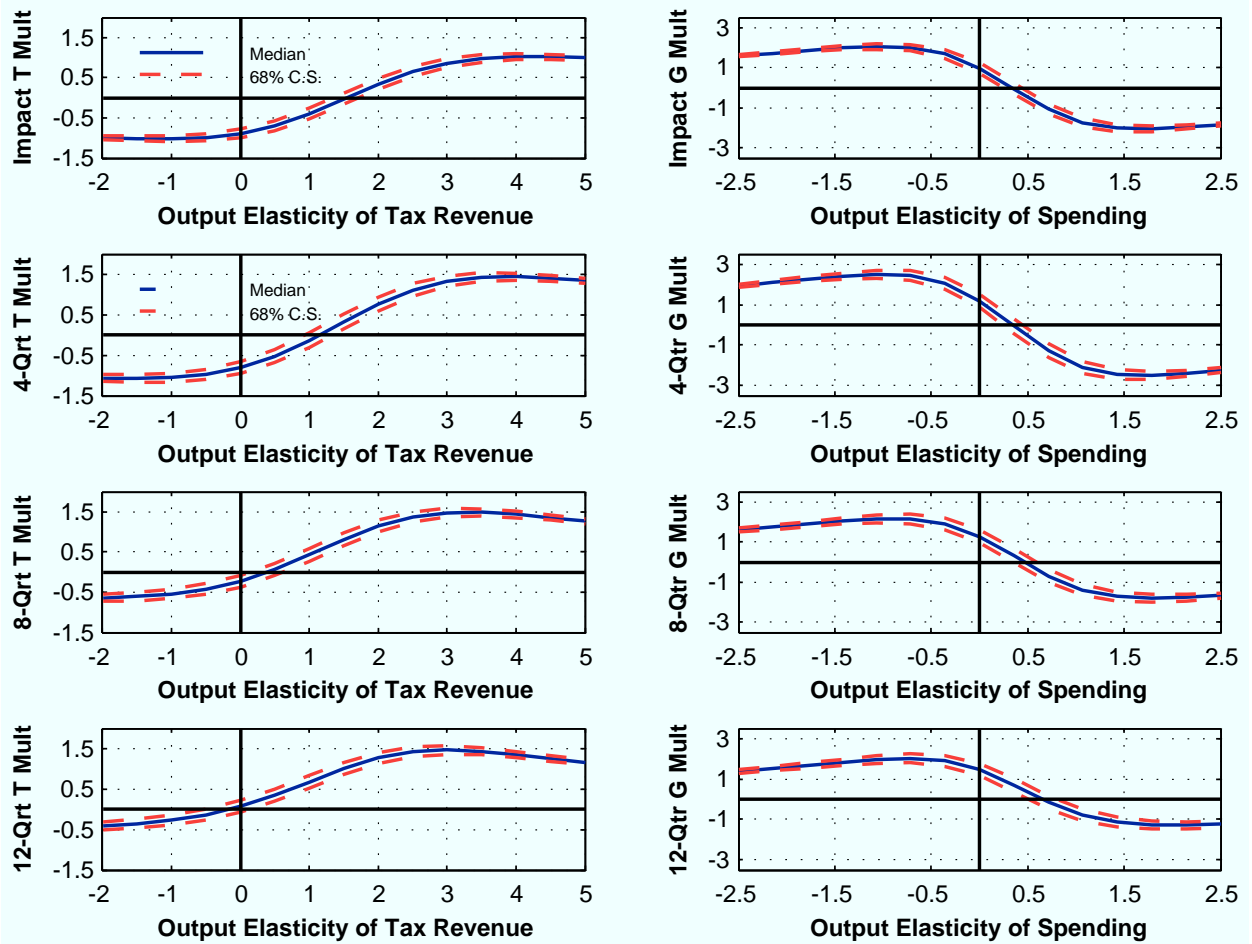 Impact T Mult
1.5
0.5
-0.5
-1.5
Median
68% C.S.
-2 -1 0 1 2 3 4 5
Output Elasticity of Tax Revenue
Impact G Mult
3
1
-1
-3
-2.5 -1.5 -0.5 0.5 1.5 2.5
Output Elasticity of Spending
4-Qrt T Mult
1.5
0.5
-0.5
-1.5
Median
68% C.S.
-2 -1 0 1 2 3 4 5
Output Elasticity of Tax Revenue
4-Qtr G Mult
3
1
-1
-3
-2.5 -1.5 -0.5 0.5 1.5 2.5
Output Elasticity of Spending
8-Qrt T Mult
1.5
0.5
-0.5
-1.5
-2 -1 0 1 2 3 4 5
Output Elasticity of Tax Revenue
8-Qtr G Mult
3
1
-1
-3
-2.5 -1.5 -0.5 0.5 1.5 2.5
Output Elasticity of Spending
12-Qrt T Mult
1.5
0.5
-0.5
-1.5
-2 -1 0 1 2 3 4 5
Output Elasticity of Tax Revenue
12-Qtr G Mult
3
1
-1
-3
-2.5 -1.5 -0.5 0.5 1.5 2.5
Output Elasticity of Spending